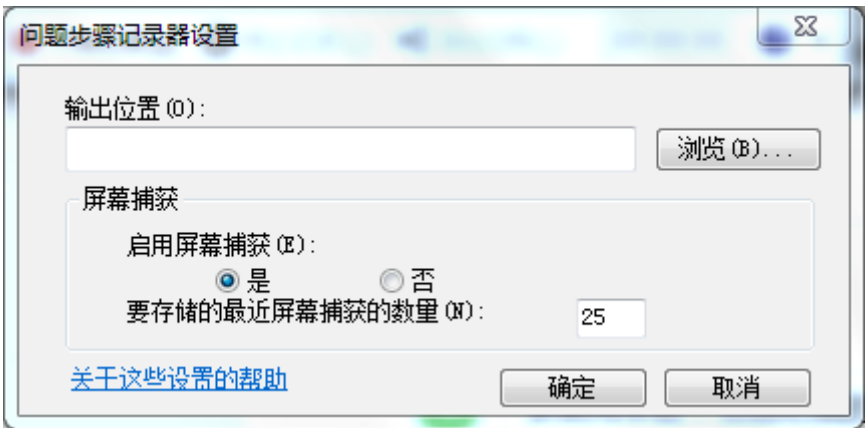 问题步骤记录器设置
输出位置(O):
浏览(B)...
屏幕捕获
启用屏幕捕获(E):
是 否
要存储的最近屏幕捕获的数量(N): 25
关于这些设置的帮助
确定 取消